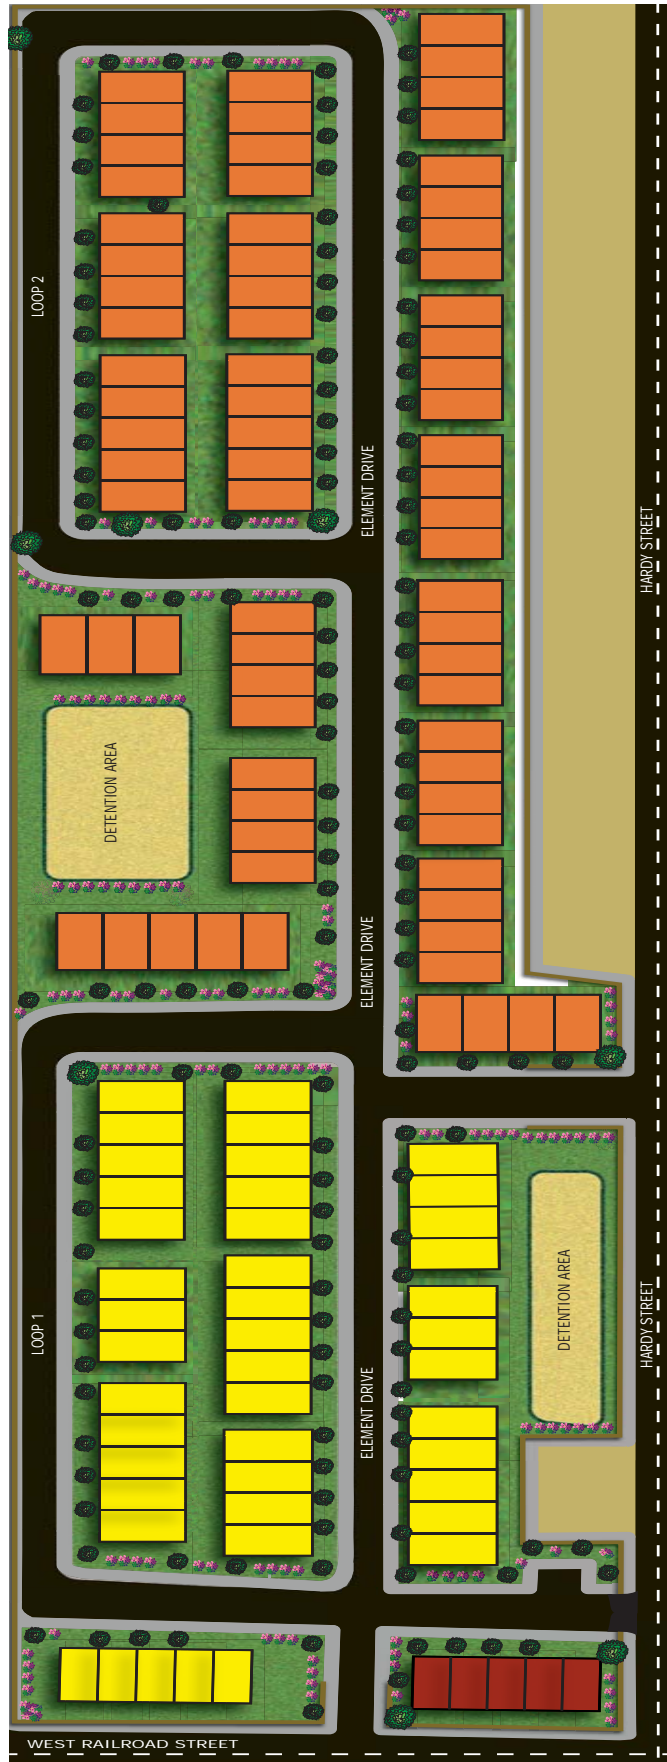 LOOP 2
ELEMENT DRIVE
HARDY STREET
DETENTION AREA
ELEMENT DRIVE
LOOP 1
DETENTION AREA
HARDY STREET
ELEMENT DRIVE
WEST RAILROAD STREET